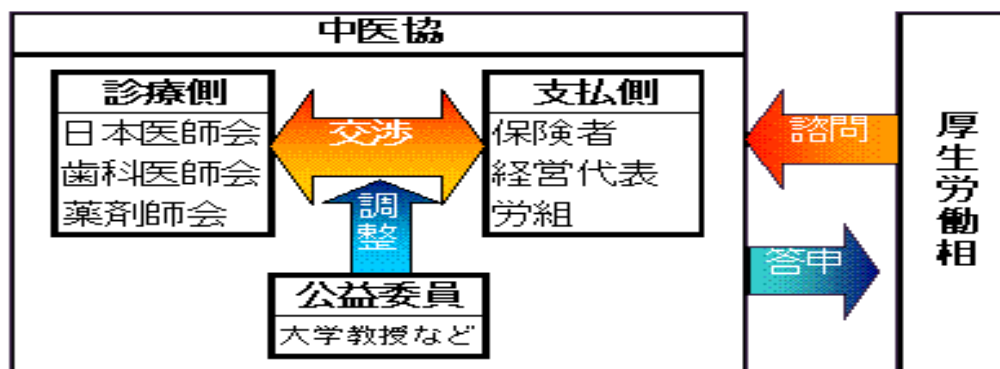 中医協
診療側
日本医師会
歯科医師会
薬剤師会
交渉
支払側
保険者
経営代表
労組
調整
公益委員
大学教授など
諮問
答申
厚生労働相